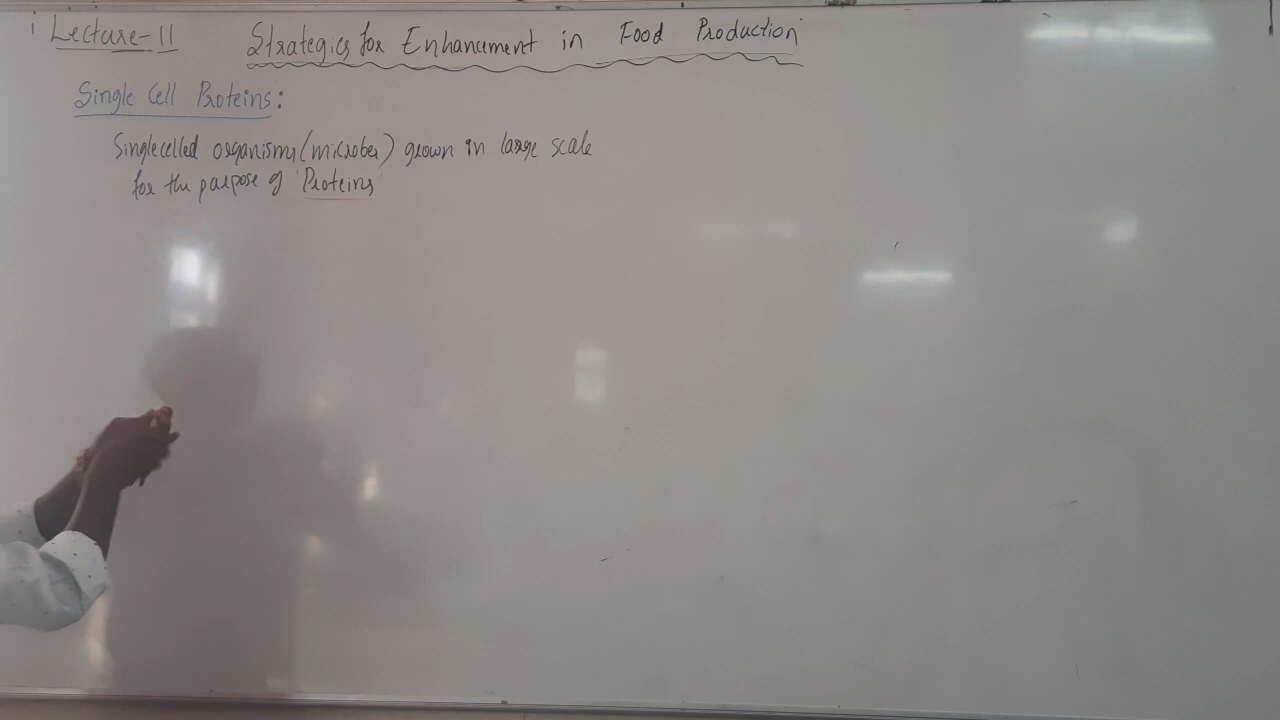 Lecture-11
Strategies for Enhancement in Food Production
Single Cell Proteins:
Singlecelled organisms (microbes) grown in large scale
for the purpose of Proteins